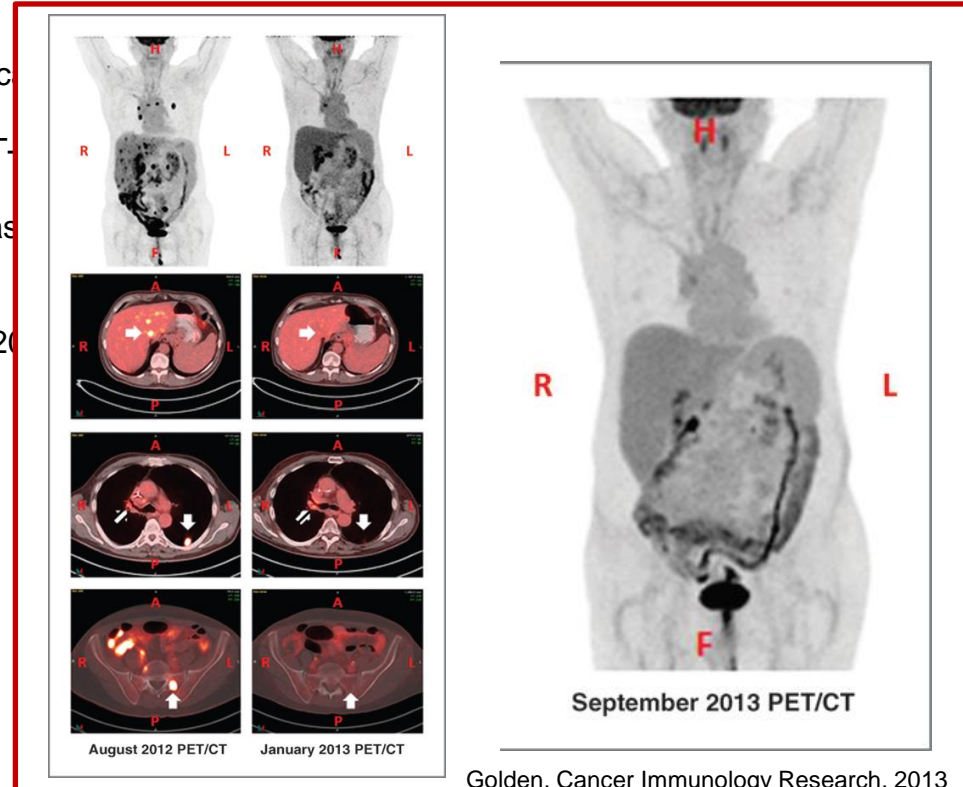 H H
R L R L
F
A A
R L R L
P P
A A
R L R L
P P
A A
R L R L
P P
August 2012 PET/CT January 2013 PET/CT
H
R L
F
September 2013 PET/CT
Golden, Cancer Immunology Research, 2013